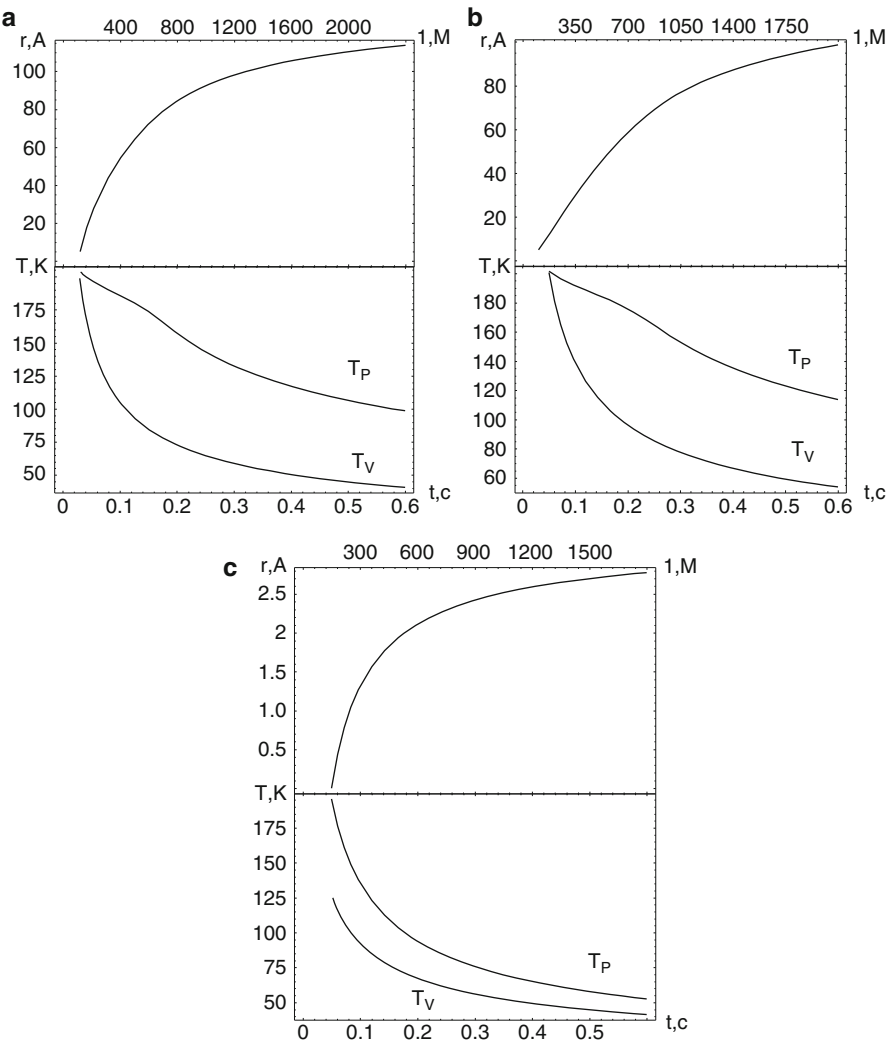 a
r,A
400 800 1200 1600 2000
1,M
100
80
60
40
20
T,K
175
150
125
100
75
50
T_P
T_V
0 0.1 0.2 0.3 0.4 0.5 0.6
t,c
b
r,A
350 700 1050 1400 1750
1,M
80
60
40
20
T,K
180
160
140
120
100
80
60
T_P
T_V
0 0.1 0.2 0.3 0.4 0.5 0.6
t,c
c
r,A
300 600 900 1200 1500
1,M
2.5
2
1.5
1.0
0.5
T,K
175
150
125
100
75
50
T_P
T_V
0 0.1 0.2 0.3 0.4 0.5
t,c